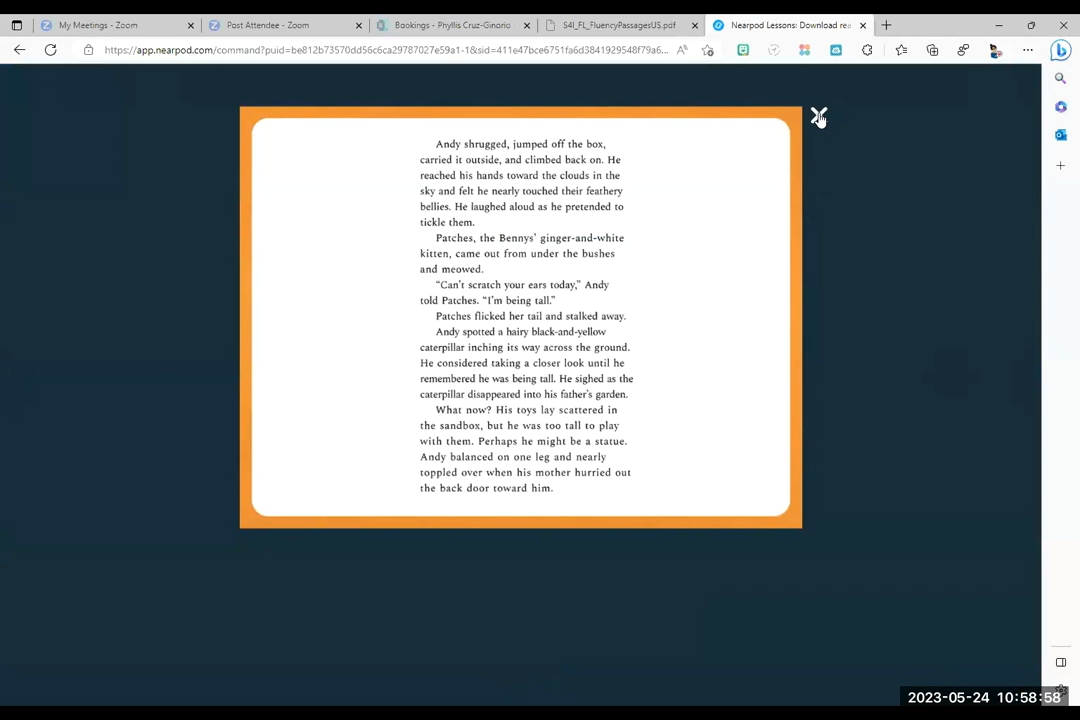 My Meetings - Zoom
Post Attendee - Zoom
Bookings - Phyllis Cruz-Ginorio
S4I_FL_FluencyPassagesUS.pdf
Nearpod Lessons: Download rea
https://app.nearpod.com/command?puid=be812b73570dd56c6ca29787027e59a1-1&sid=411e47bce6751fa6d3841929548f79a6...
Andy shrugged, jumped off the box,
carried it outside, and climbed back on. He
reached his hands toward the clouds in the
sky and felt he nearly touched their feathery
bellies. He laughed aloud as he pretended to
tickle them.
Patches, the Bennys’ ginger-and-white
kitten, came out from under the bushes
and meowed.
“Can’t scratch your ears today,” Andy
told Patches. “I’m being tall.”
Patches flicked her tail and stalked away.
Andy spotted a hairy black-and-yellow
caterpillar inching its way across the ground.
He considered taking a closer look until he
remembered he was being tall. He sighed as the
caterpillar disappeared into his father’s garden.
What now? His toys lay scattered in
the sandbox, but he was too tall to play
with them. Perhaps he might be a statue.
Andy balanced on one leg and nearly
toppled over when his mother hurried out
the back door toward him.
2023-05-24 10:58:58